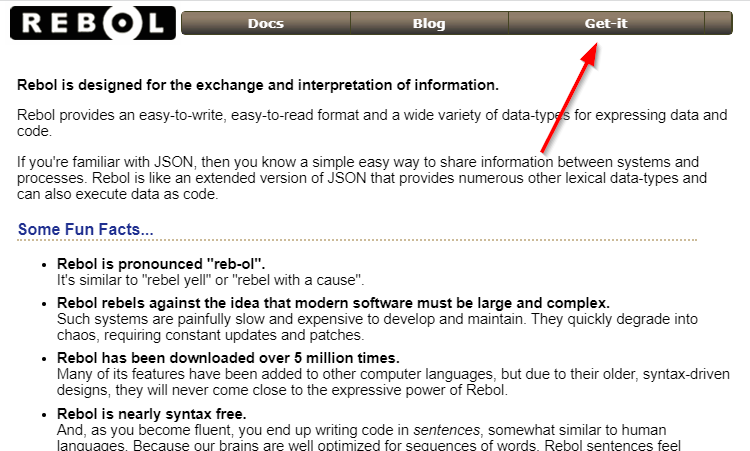 REBOL
Docs
Blog
Get-it
Rebol is designed for the exchange and interpretation of information.
Rebol provides an easy-to-write, easy-to-read format and a wide variety of data-types for expressing data and
code.
If you're familiar with JSON, then you know a simple easy way to share information between systems and
processes. Rebol is like an extended version of JSON that provides numerous other lexical data-types and
can also execute data as code.
Some Fun Facts...
• Rebol is pronounced "reb-ol".
It's similar to "rebel yell" or "rebel with a cause".
• Rebol rebels against the idea that modern software must be large and complex.
Such systems are painfully slow and expensive to develop and maintain. They quickly degrade into
chaos, requiring constant updates and patches.
• Rebol has been downloaded over 5 million times.
Many of its features have been added to other computer languages, but due to their older, syntax-driven
designs, they will never come close to the expressive power of Rebol.
• Rebol is nearly syntax free.
And, as you become fluent, you end up writing code in sentences, somewhat similar to human
languages. Because our brains are well optimized for sequences of words, Rebol sentences feel